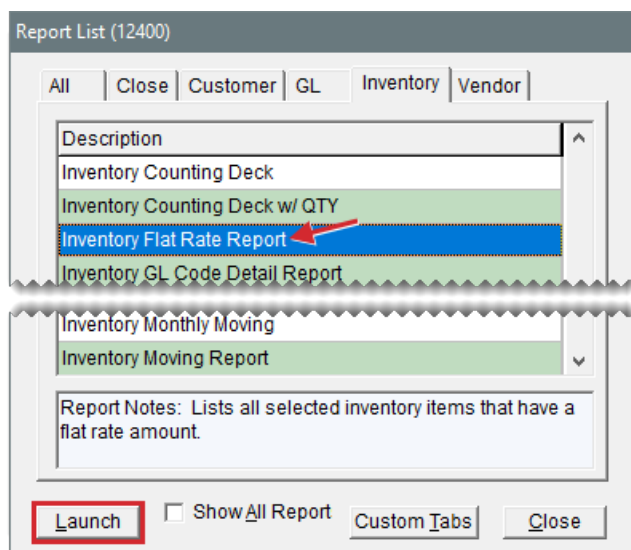 Report List (12400)
All Close Customer GL Inventory Vendor
Description
Inventory Counting Deck
Inventory Counting Deck w/ QTY
Inventory Flat Rate Report
Inventory GL Code Detail Report
Inventory Monthly Moving
Inventory Moving Report
Report Notes: Lists all selected inventory items that have a
flat rate amount.
Launch Show All Report Custom Tabs Close